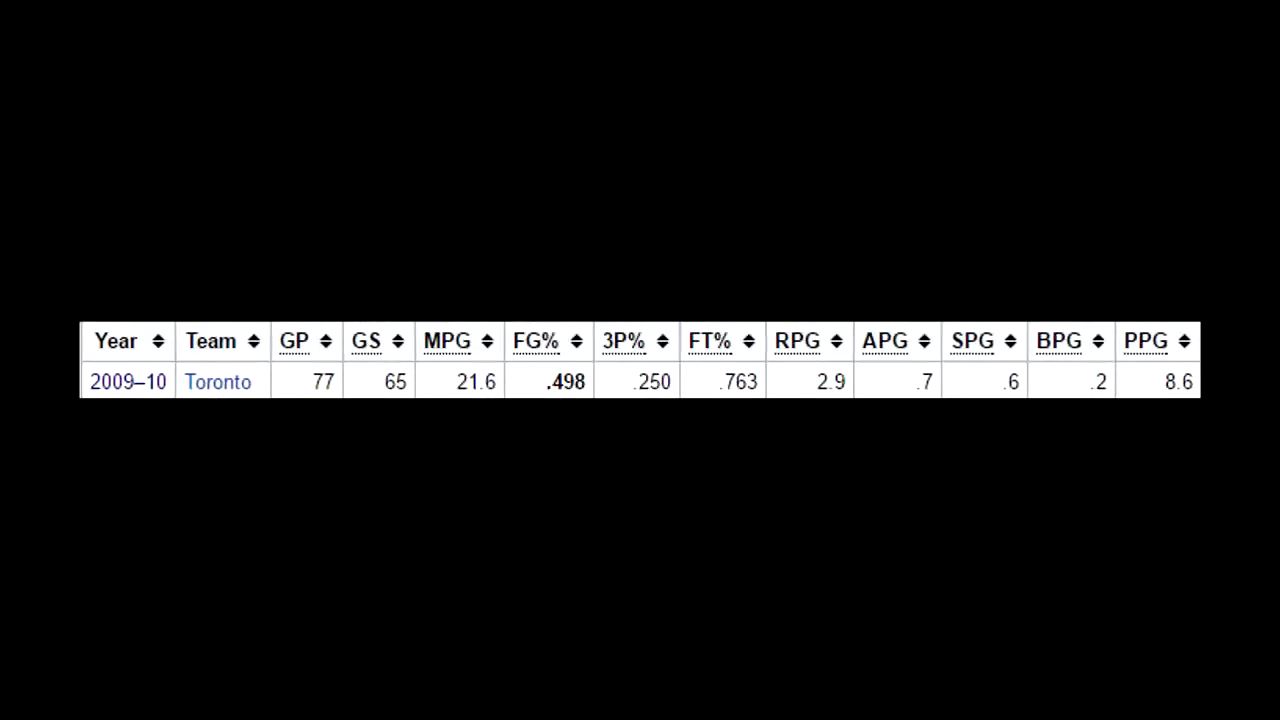 Year Team GP GS MPG FG% 3P% FT% RPG APG SPG BPG PPG
2009–10 Toronto 77 65 21.6 .498 .250 .763 2.9 .7 .6 .2 8.6